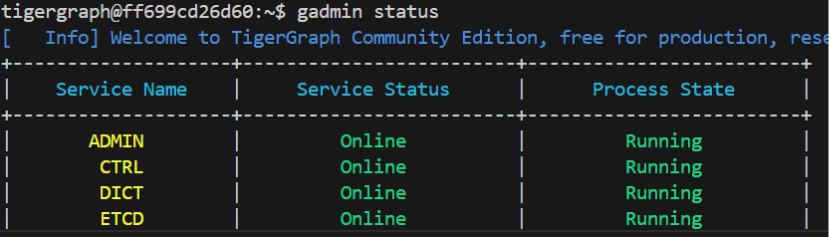 tigergraph@ff699cd26d60:~$ gadmin status
[   Info] Welcome to TigerGraph Community Edition, free for production, rese
+--------------------+--------------------------+--------------------------+
|    Service Name    |      Service Status      |      Process State       |
+--------------------+--------------------------+--------------------------+
|       ADMIN        |          Online          |         Running          |
|        CTRL        |          Online          |         Running          |
|        DICT        |          Online          |         Running          |
|        ETCD        |          Online          |         Running          |